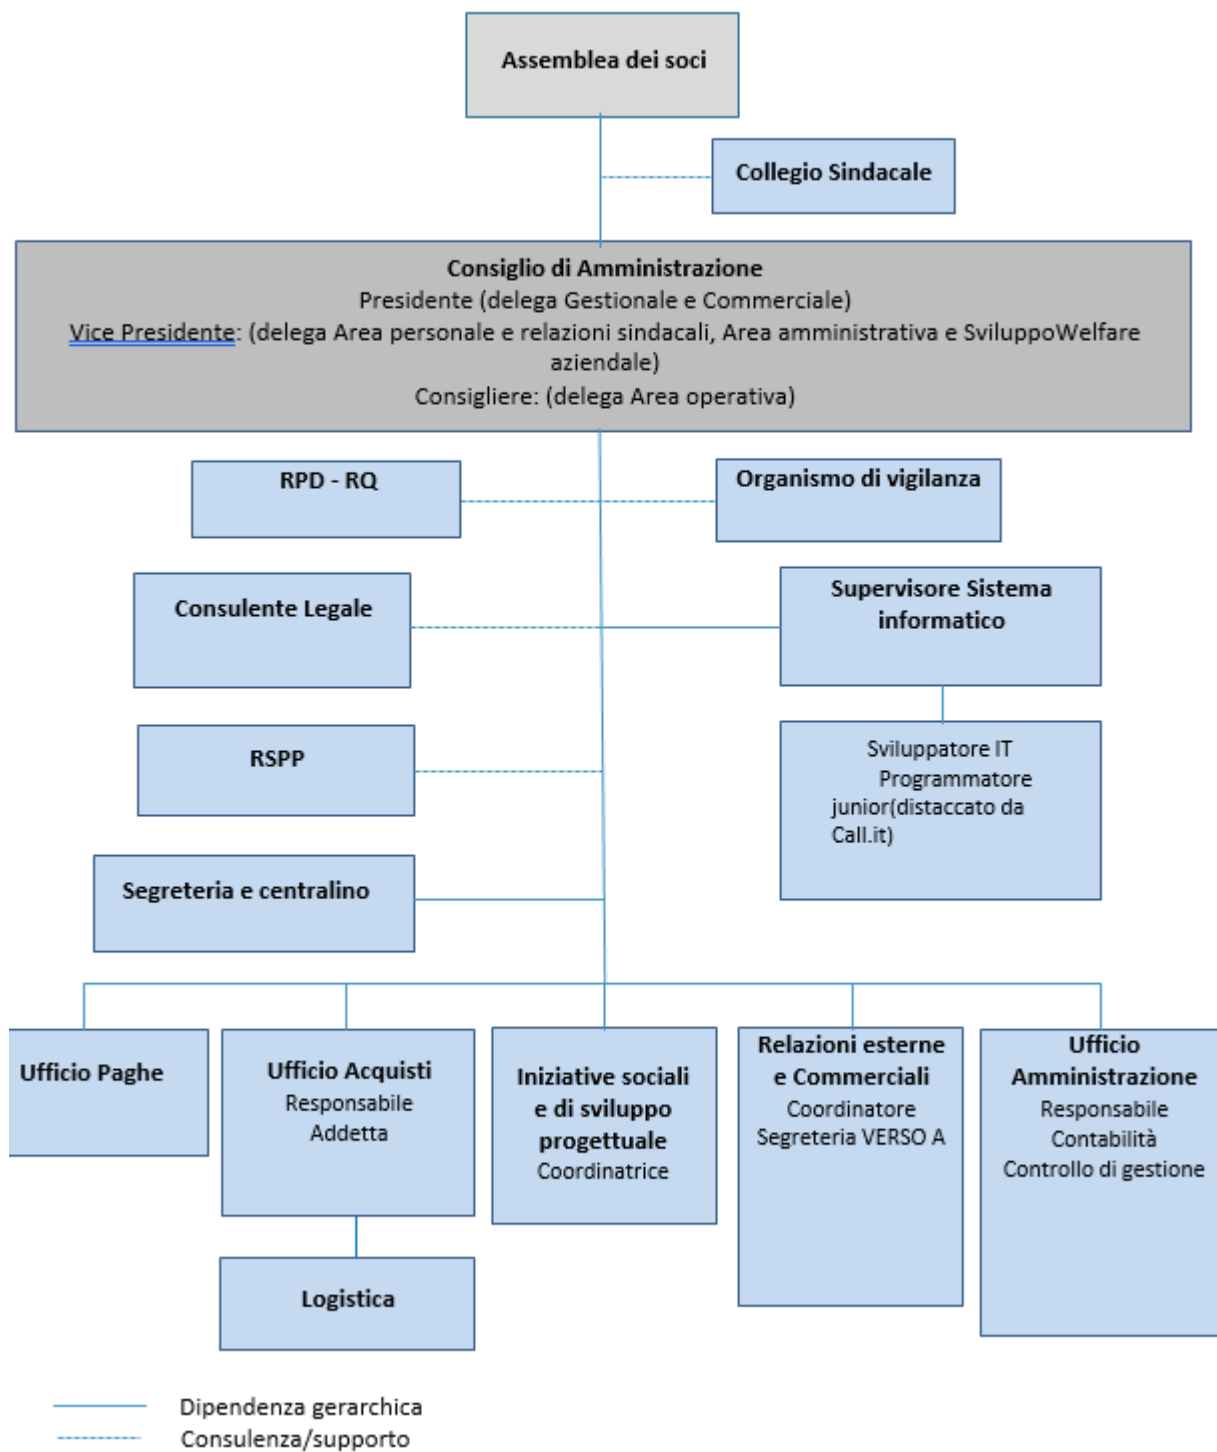 Assemblea dei soci
Collegio Sindacale
Consiglio di Amministrazione
Presidente (delega Gestionale e Commerciale)
Vice Presidente: (delega Area personale e relazioni sindacali, Area amministrativa e SviluppoWelfare
aziendale)
Consigliere: (delega Area operativa)
RPD - RQ
Organismo di vigilanza
Consulente Legale
Supervisore Sistema
informatico
RSPP
Sviluppatore IT
Programmatore
junior(distaccato da
Call.it)
Segreteria e centralino
Ufficio Paghe
Ufficio Acquisti
Responsabile
Addetta
Iniziative sociali
e di sviluppo
progettuale
Coordinatrice
Relazioni esterne
e Commerciali
Coordinatore
Segreteria VERSO A
Ufficio
Amministrazione
Responsabile
Contabilità
Controllo di gestione
Logistica
Dipendenza gerarchica
Consulenza/supporto